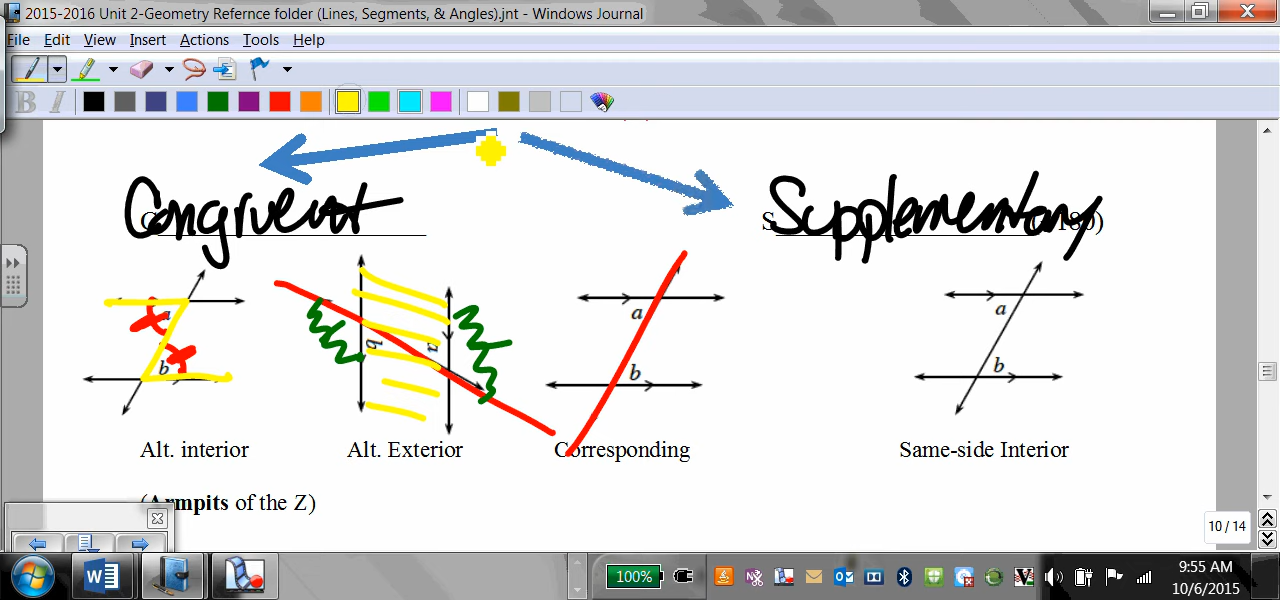 2015-2016 Unit 2-Geometry Refernce folder (Lines, Segments, & Angles).jnt - Windows Journal
File Edit View Insert Actions Tools Help
B I
Congruent Supplementary 180)
a b a b a b a b
Alt. interior Alt. Exterior Corresponding Same-side Interior
(Armpits of the Z)
10 / 14
100%
9:55 AM
10/6/2015